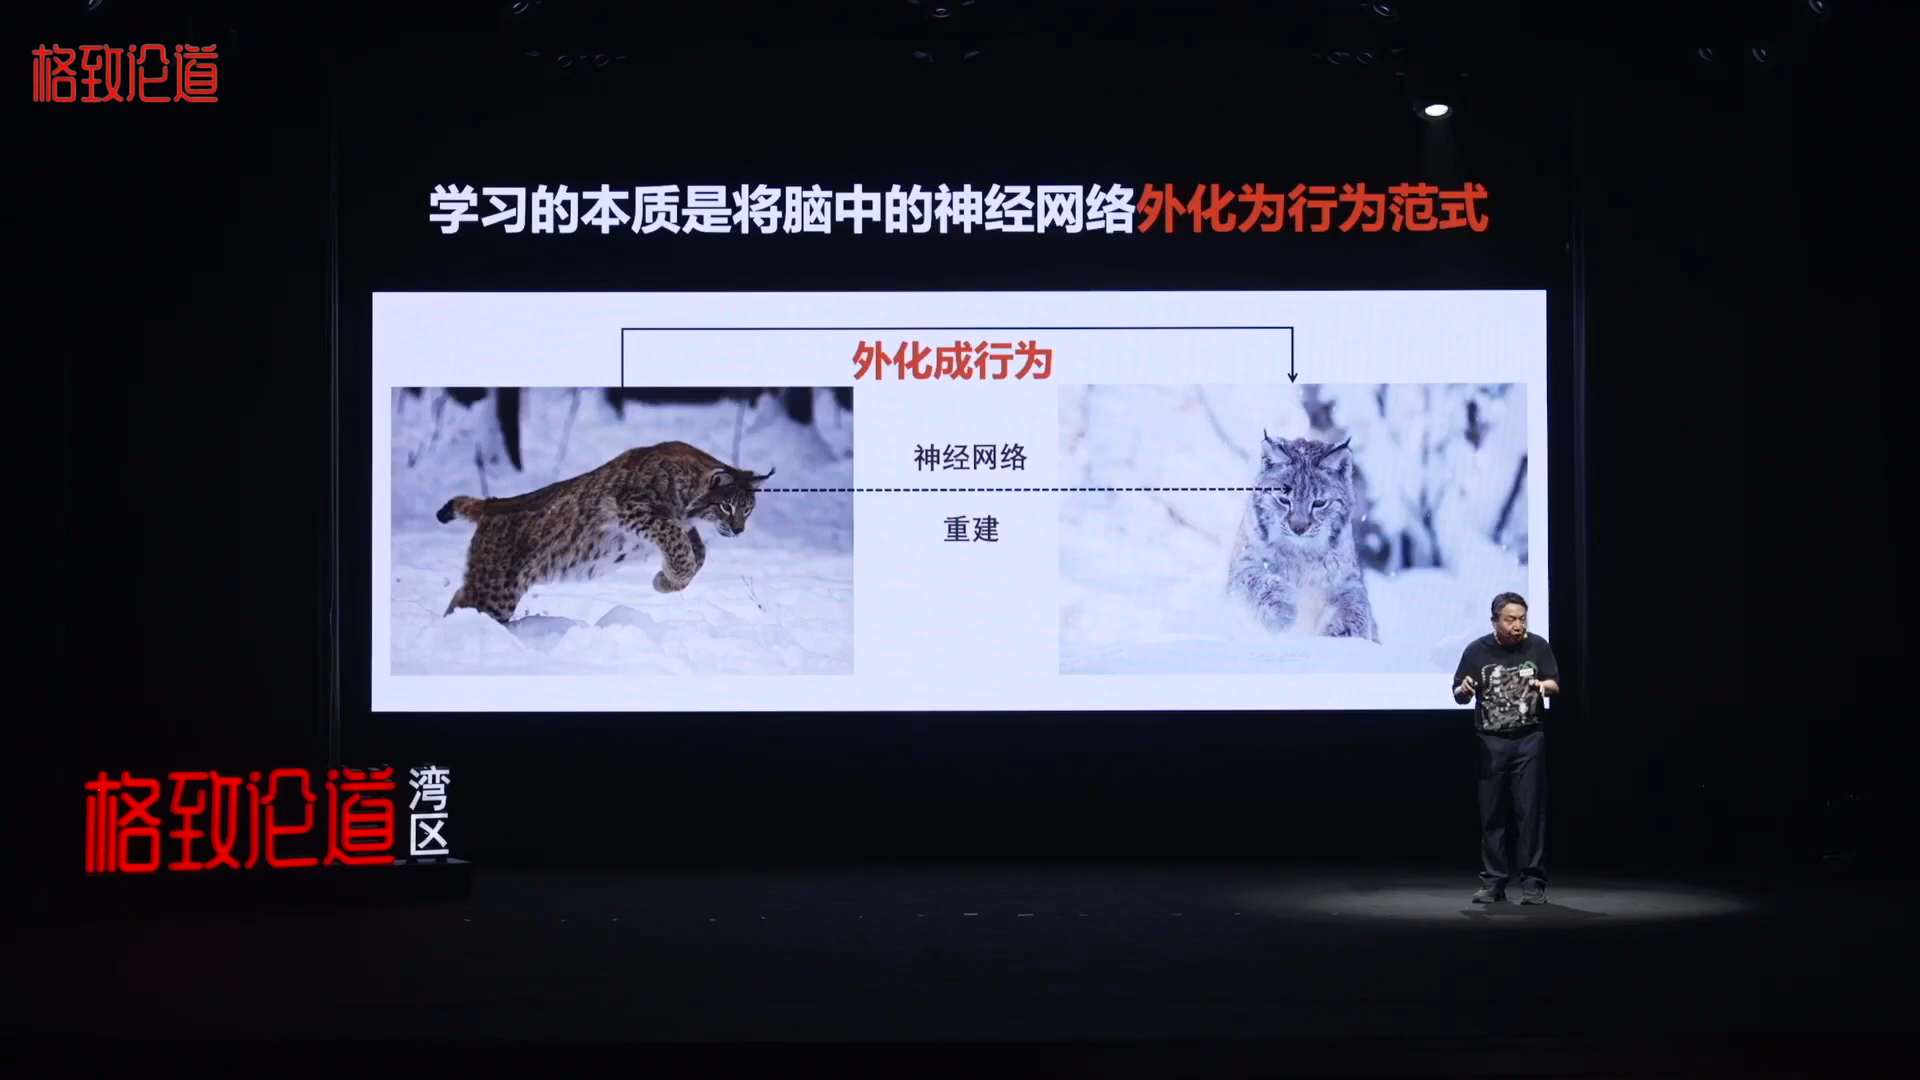 格致论道
学习的本质是将脑中的神经网络外化为行为范式
外化成行为
神经网络
重建
格致论道
湾区